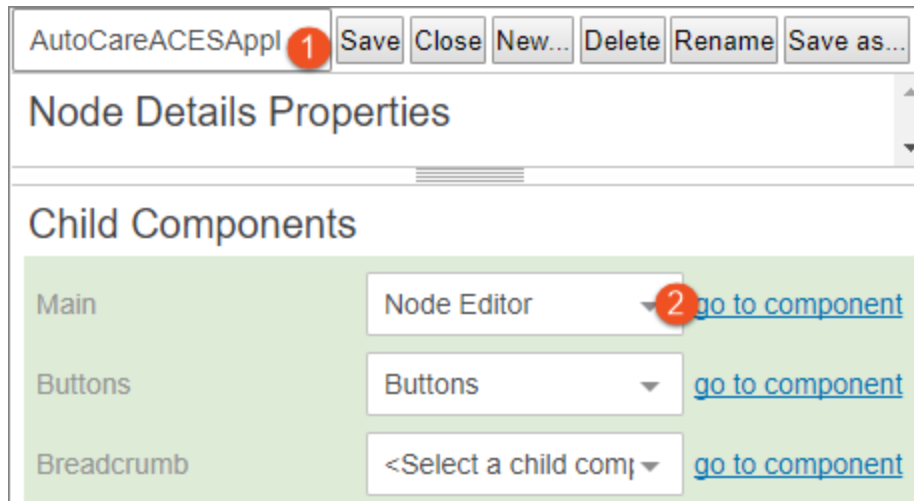 AutoCareACESAppl 1 Save Close New... Delete Rename Save as...
Node Details Properties
Child Components
Main Node Editor 2 go to component
Buttons Buttons go to component
Breadcrumb <Select a child comp go to component